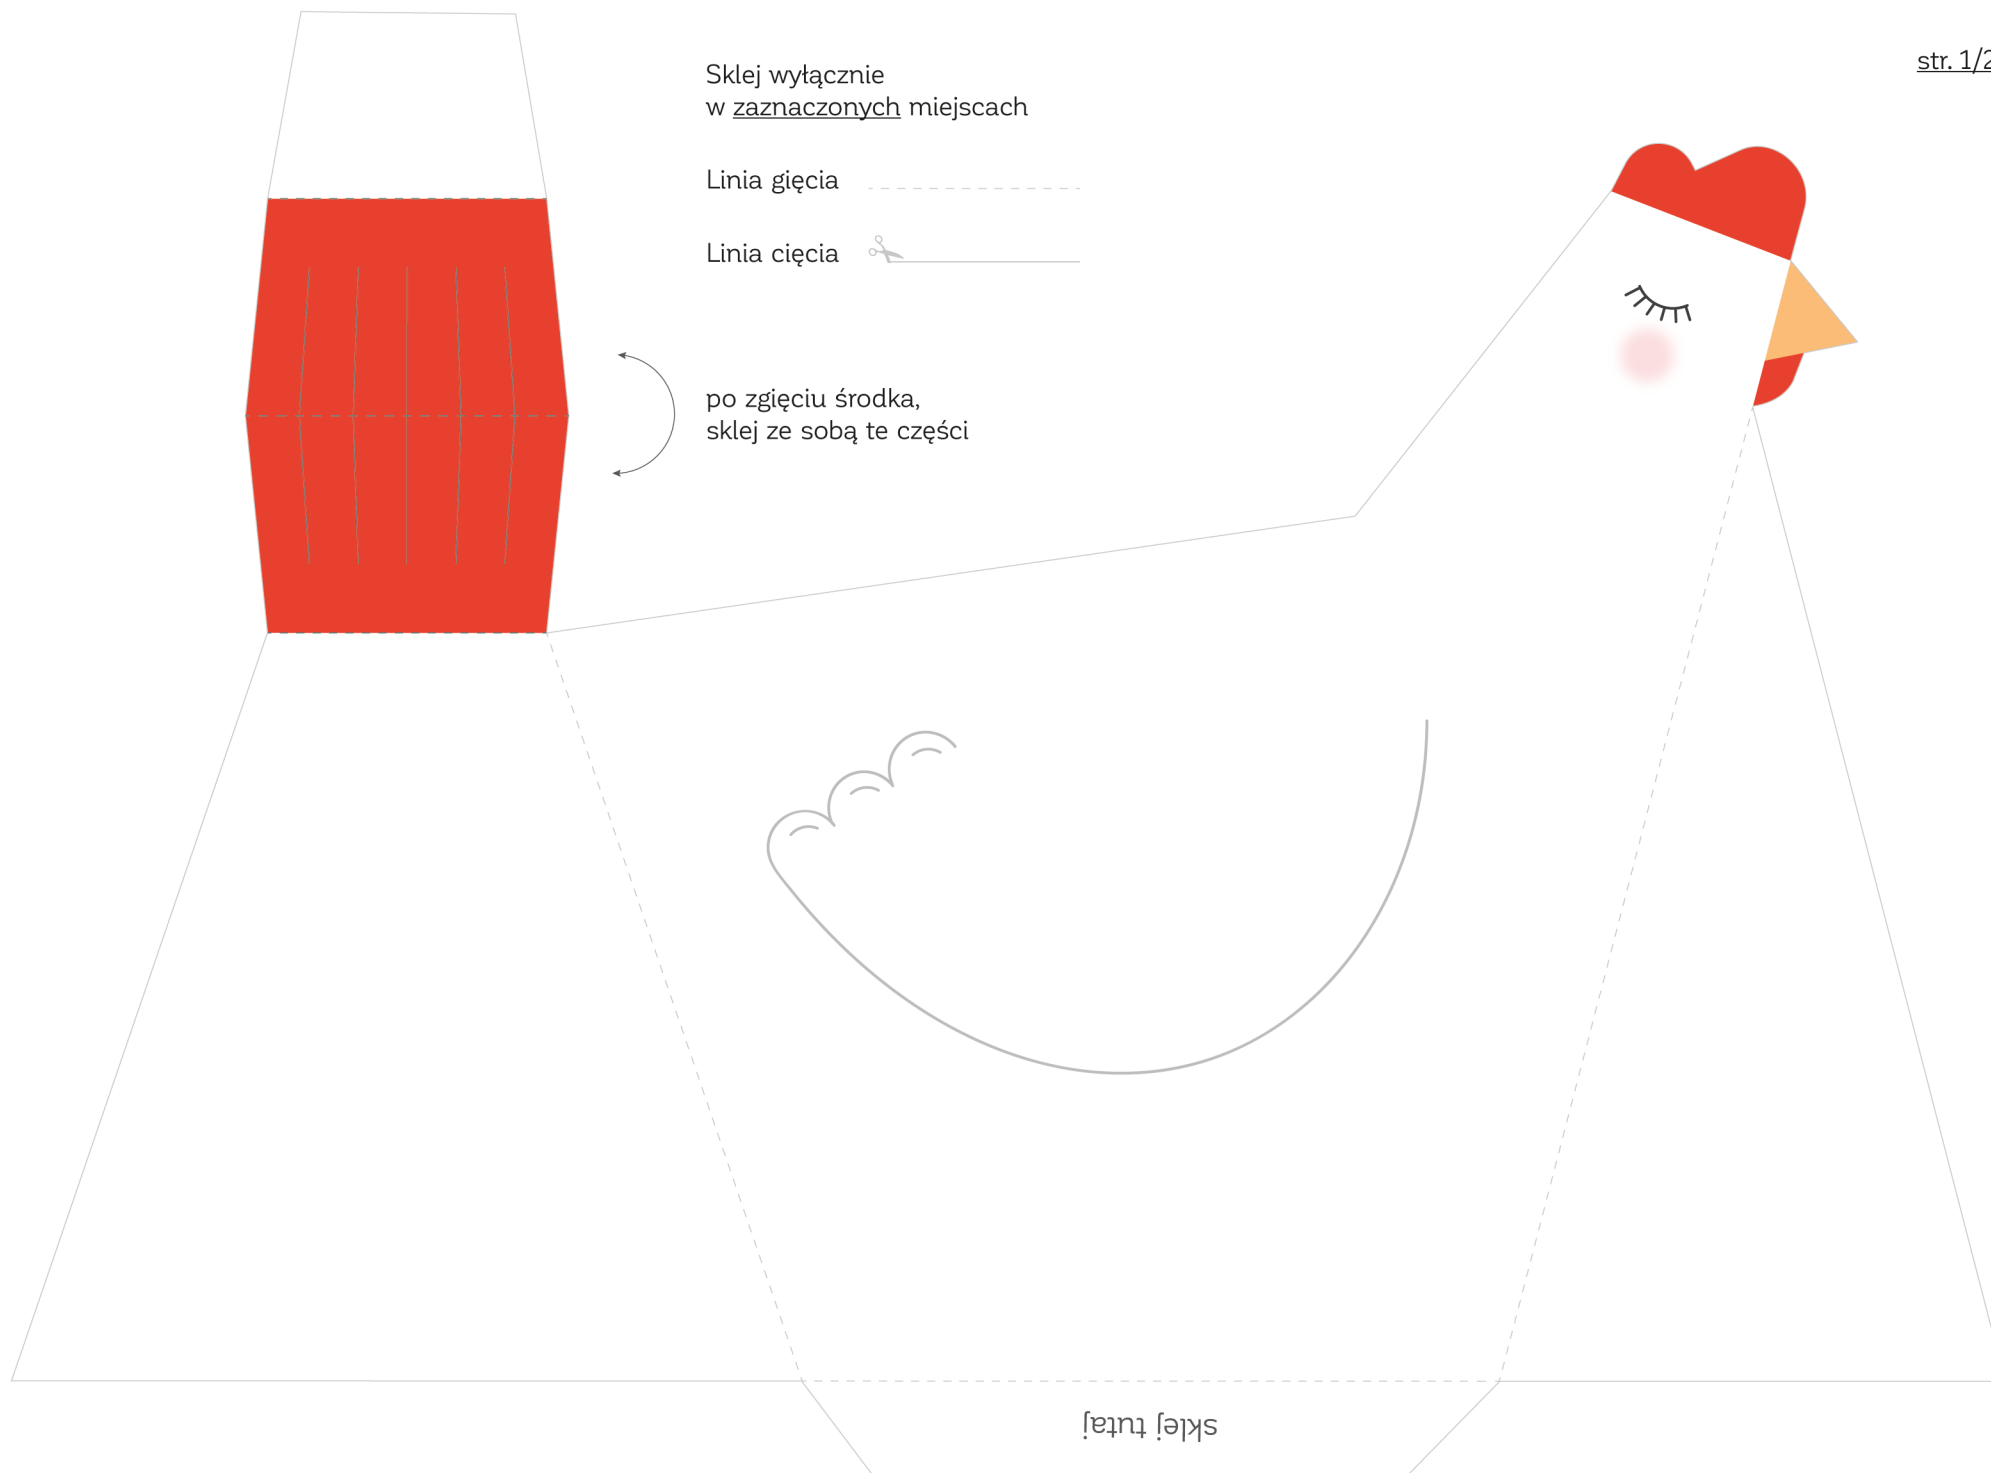 str. 1/2
Sklej wyłącznie
w zaznaczonych miejscach
Linia gięcia
Linia cięcia
po zgięciu środka,
sklej ze sobą te części
sklej tutaj